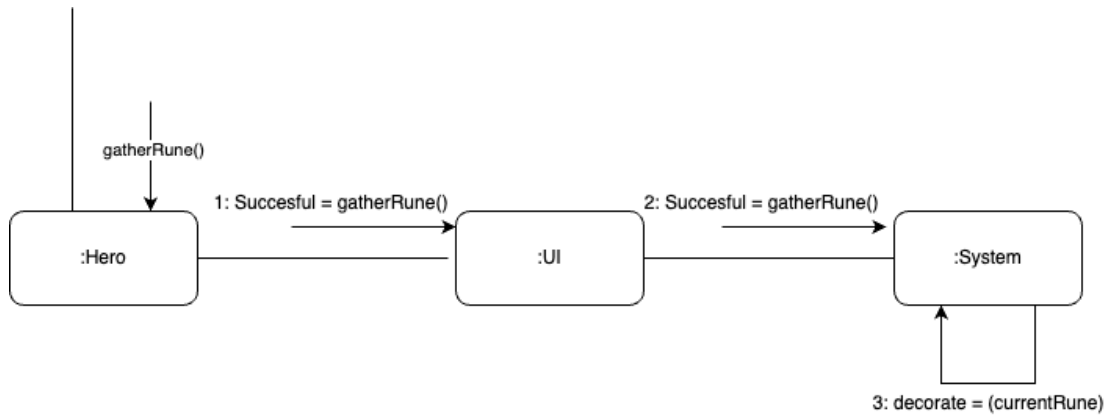 gatherRune()
1: Succesful = gatherRune()
2: Succesful = gatherRune()
:Hero
:UI
:System
3: decorate = (currentRune)